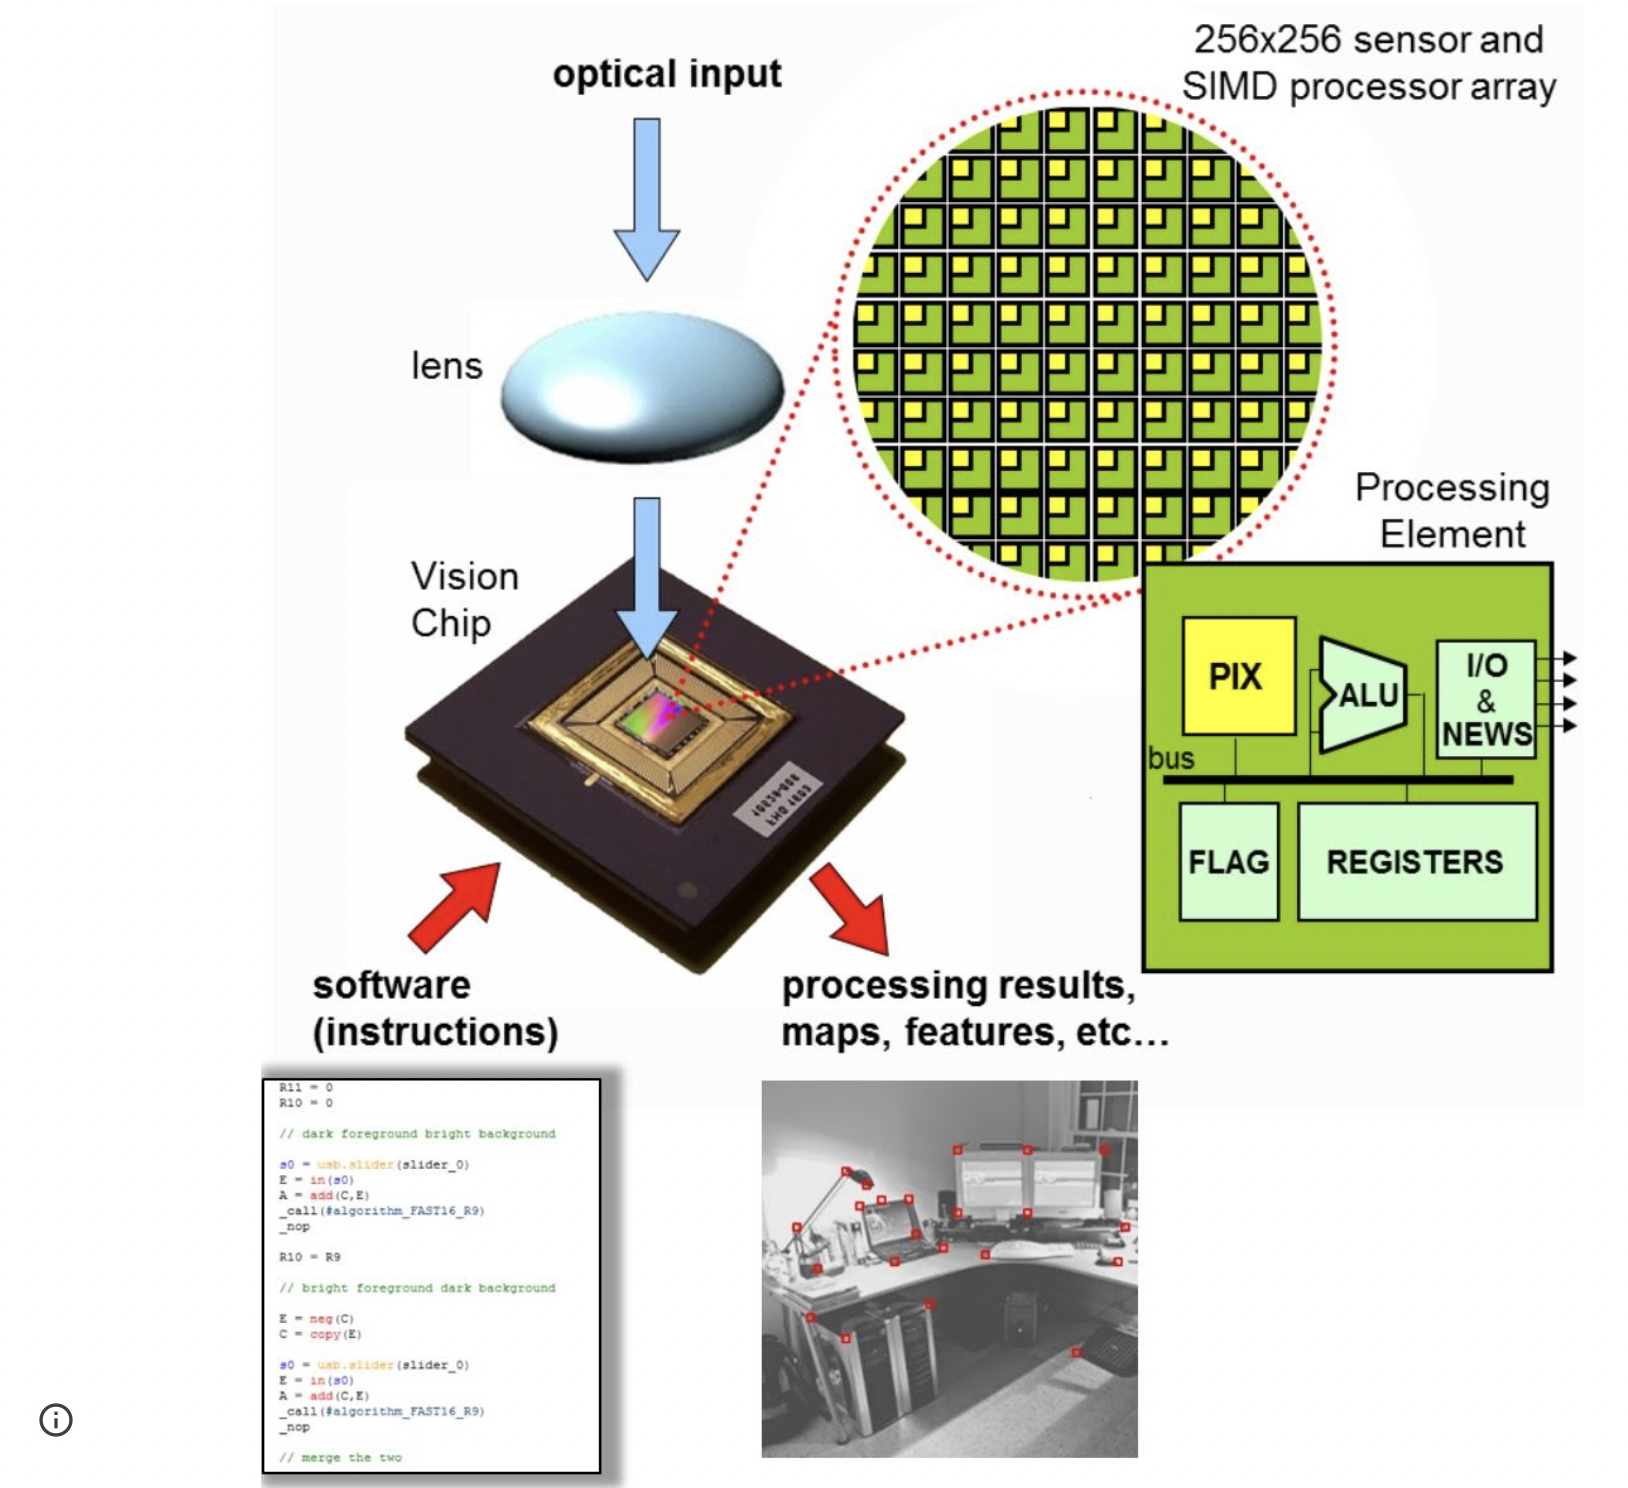 optical input
256x256 sensor and
SIMD processor array
lens
Vision
Chip
Processing
Element
PIX
ALU
I/O
&
NEWS
bus
FLAG
REGISTERS
software
(instructions)
processing results,
maps, features, etc...
R11 = 0
R10 = 0
// dark foreground bright background
s0 = usb.slider(slider_0)
E = in(s0)
A = add(C,E)
_call(#algorithm_FAST16_R9)
_nop
R10 = R9
// bright foreground dark background
E = neg(C)
C = copy(E)
s0 = usb.slider(slider_0)
E = in(s0)
A = add(C,E)
_call(#algorithm_FAST16_R9)
_nop
// merge the two